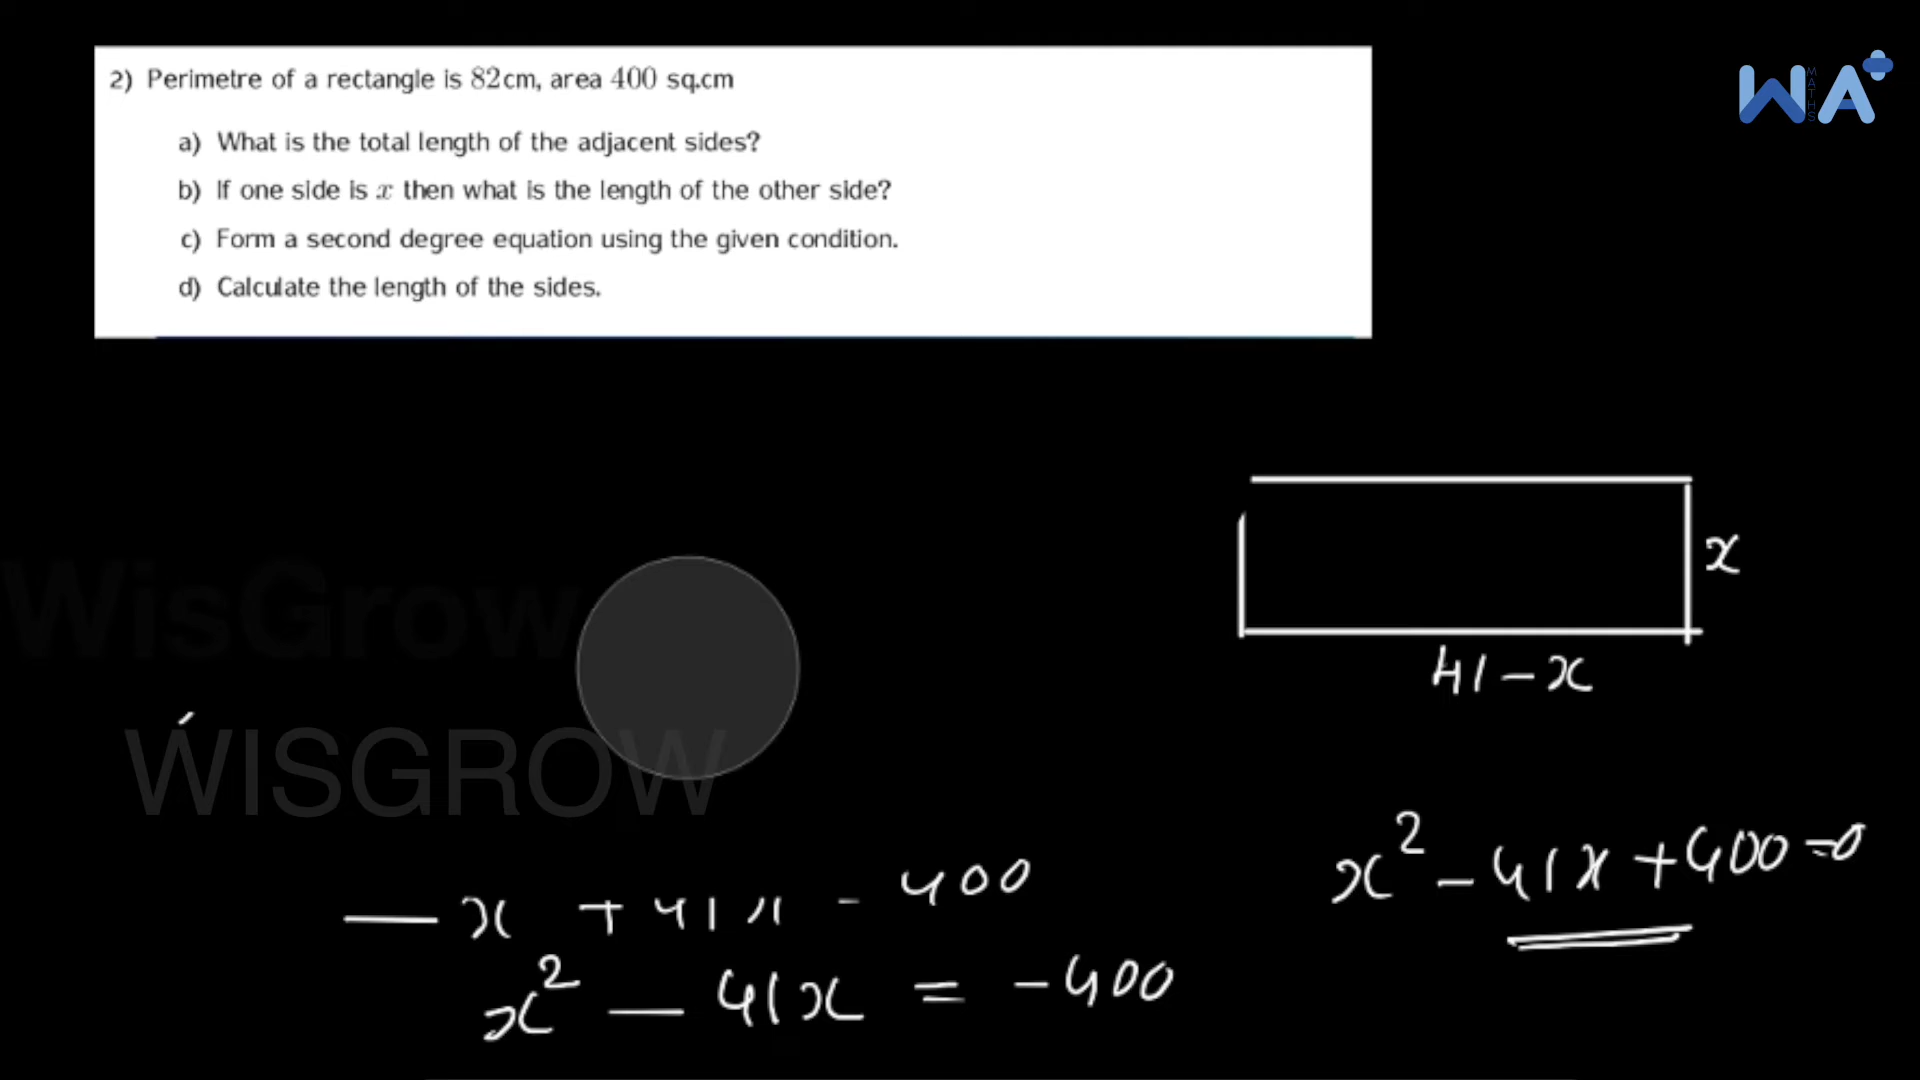 2) Perimetre of a rectangle is 82cm, area 400 sq.cm
a) What is the total length of the adjacent sides?
b) If one side is x then what is the length of the other side?
c) Form a second degree equation using the given condition.
d) Calculate the length of the sides.
WA+
MATHS
x
41-x
WisGrow
WISGROW
x² - 41x + 400 = 0
- x + 41x - 400
x² - 41x = -400